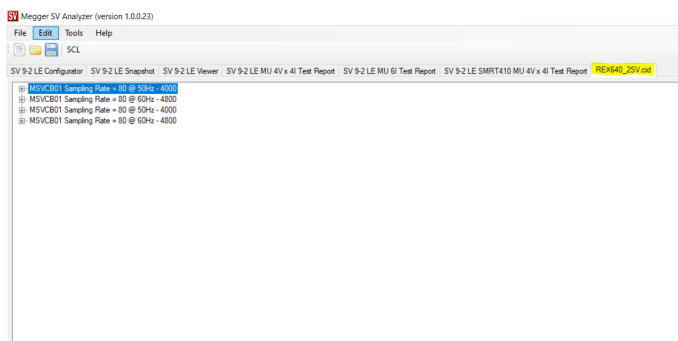 SV Megger SV Analyzer (version 1.0.0.23)
File Edit Tools Help
SCL
SV 9-2 LE Configurator SV 9-2 LE Snapshot SV 9-2 LE Viewer SV 9-2 LE MU 4V x 4I Test Report SV 9-2 LE MU 6I Test Report SV 9-2 LE SMRT410 MU 4V x 4I Test Report REX640_2SV.cid
MSVCB01 Sampling Rate = 80 @ 50Hz - 4000
MSVCB01 Sampling Rate = 80 @ 60Hz - 4800
MSVCB01 Sampling Rate = 80 @ 50Hz - 4000
MSVCB01 Sampling Rate = 80 @ 60Hz - 4800